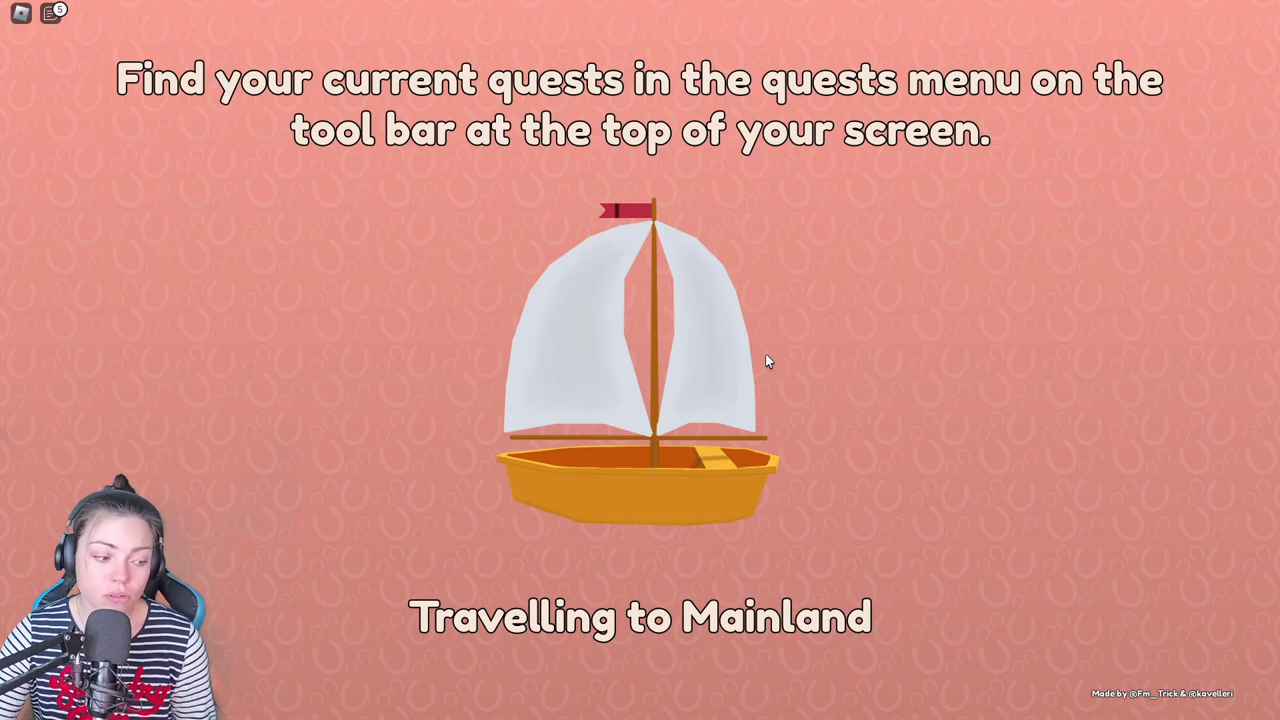 5
Find your current quests in the quests menu on the
tool bar at the top of your screen.
Travelling to Mainland
Made by @Fm_Trick & @kavelleri